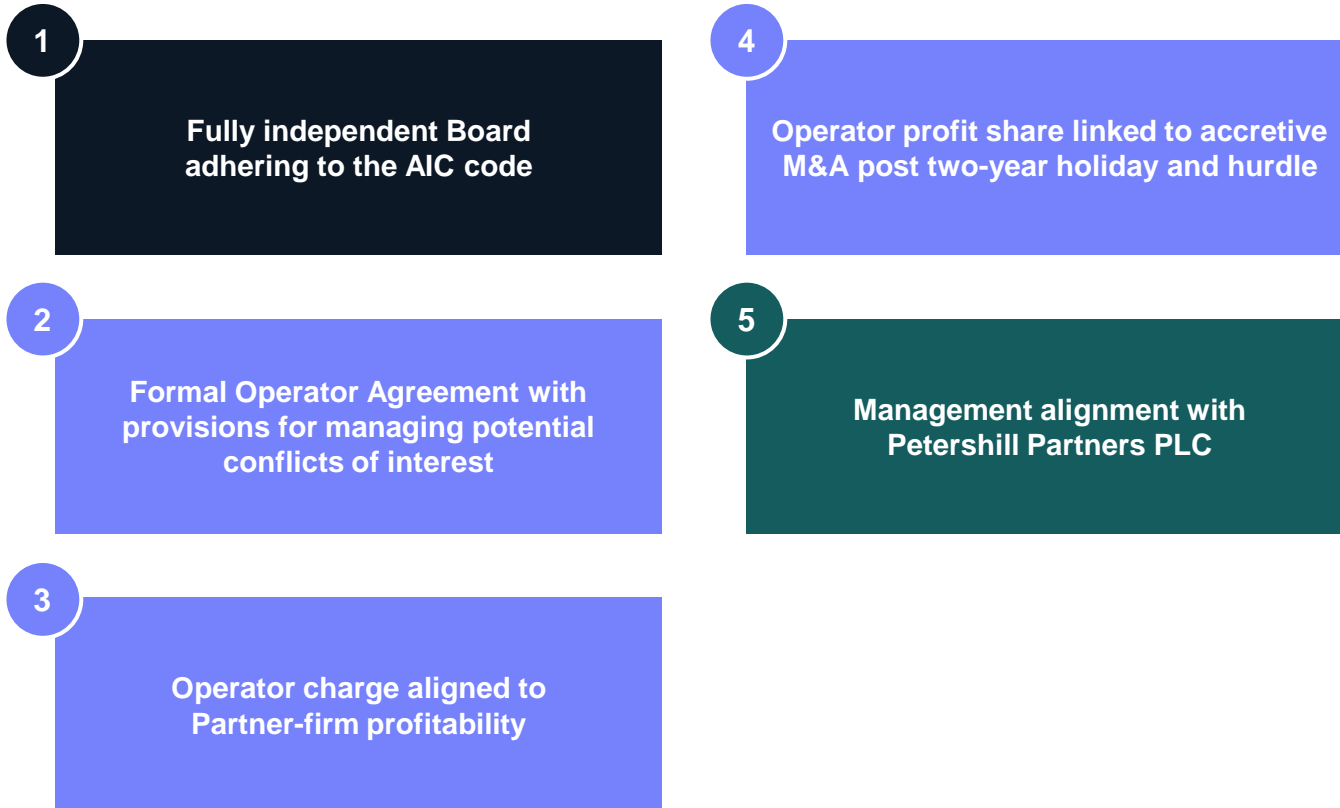 1
Fully independent Board
adhering to the AIC code
2
Formal Operator Agreement with
provisions for managing potential
conflicts of interest
3
Operator charge aligned to
Partner-firm profitability
4
Operator profit share linked to accretive
M&A post two-year holiday and hurdle
5
Management alignment with
Petershill Partners PLC